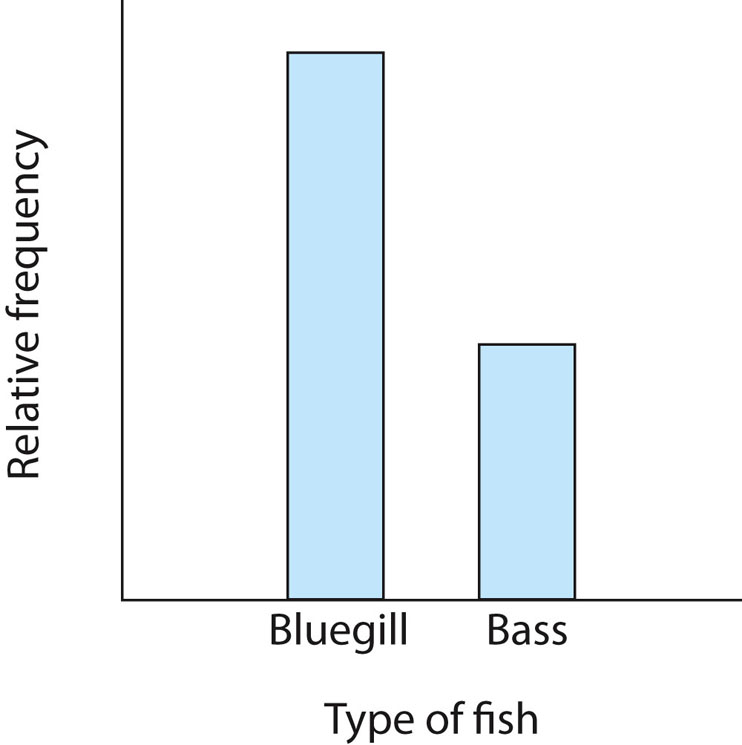 Relative frequency
Bluegill
Bass
Type of fish